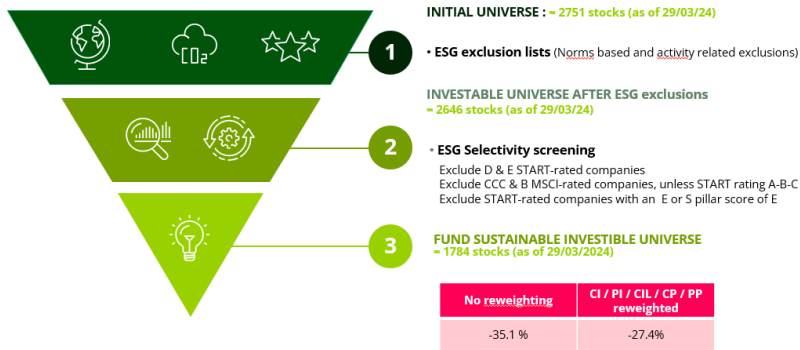 INITIAL UNIVERSE : = 2751 stocks (as of 29/03/24)
CO2
1
• ESG exclusion lists (Norms based and activity related exclusions)
INVESTABLE UNIVERSE AFTER ESG exclusions
= 2646 stocks (as of 29/03/24)
2
• ESG Selectivity screening
Exclude D & E START-rated companies
Exclude CCC & B MSCI-rated companies, unless START rating A-B-C
Exclude START-rated companies with an E or S pillar score of E
3
FUND SUSTAINABLE INVESTIBLE UNIVERSE
= 1784 stocks (as of 29/03/2024)
No reweighting
CI / PI / CIL / CP / PP
reweighted
-35.1 %
-27.4%